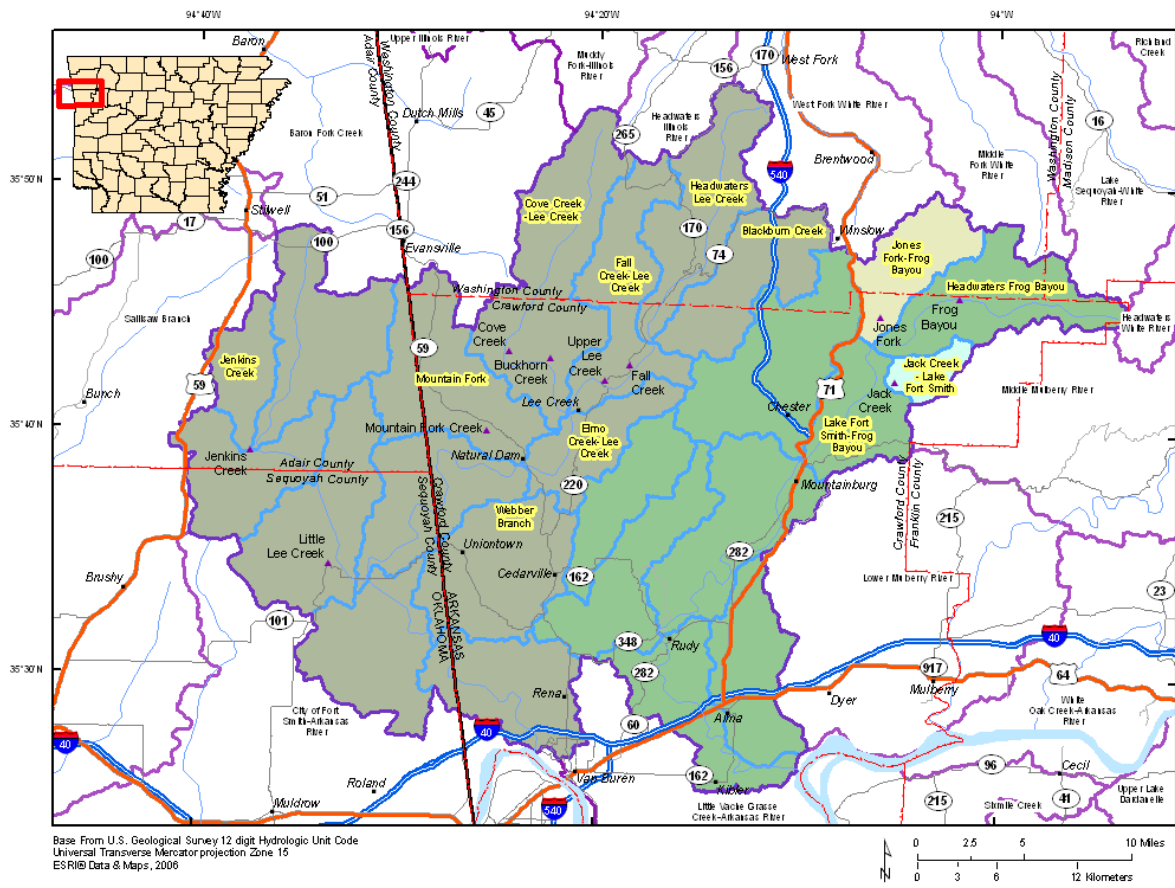 94°40'W
94°20'W
94°W
35°50'N
35°40'N
35°30'N
Baron
Washington County
Adair County
Upper Illinois River
Muddy
Fork-Illinois
River
156
170
West Fork
Richland
Creek
Dutch Mills
45
Baron Fork Creek
265
Headwaters
Illinois
River
West Fork White River
16
Washington County
Madison County
Brentwood
540
Middle
Fork White
River
Lake
Sequoyah-White
River
244
51
17
Stilwell
100
100
156
Evansville
Cove Creek
-Lee Creek
Headwaters
Lee Creek
170
74
Blackburn Creek
Winslow
Jones
Fork-Frog
Bayou
Fall
Creek-Lee
Creek
Headwaters Frog Bayou
Washington County
Crawford County
Sallisaw Branch
Frog
Bayou
Headwaters
White River
Jones
Fork
Cove
Creek
59
Buckhorn
Creek
Upper
Lee
Creek
Fall
Creek
Jenkins
Creek
59
Mountain Fork
Jack Creek
- Lake
Fort Smith
Jack
Creek
Middle Mulberry River
Bunch
71
Lee Creek
Chester
Elmo
Creek-Lee
Creek
Lake Fort
Smith-Frog
Bayou
Mountain Fork Creek
Jenkins
Creek
Natural Dam
Adair County
Sequoyah County
220
Mountainburg
Crawford County
Franklin County
Crawford County
Sequoyah County
Webber
Branch
215
Little
Lee Creek
Uniontown
282
Cedarville
162
Lower Mulberry River
Brushy
23
101
ARKANSAS
OKLAHOMA
348
Rudy
40
282
917
64
Rena
Mulberry
Dyer
City of Fort
Smith-Arkansas
River
60
Alma
White
Oak Creek-Arkansas
River
40
40
Van Buren
162
Kibler
96
Cecil
Roland
Muldrow
540
Little Vache Grasse
Creek-Arkansas River
215
Sixmile Creek
41
Upper Lake
Dardanelle
Base From U.S. Geological Survey 12 digit Hydrologic Unit Code
Universal Transverse Mercator projection Zone 15
ESRI® Data & Maps, 2006
N
0 2.5 5 10 Miles
0 3 6 12 Kilometers